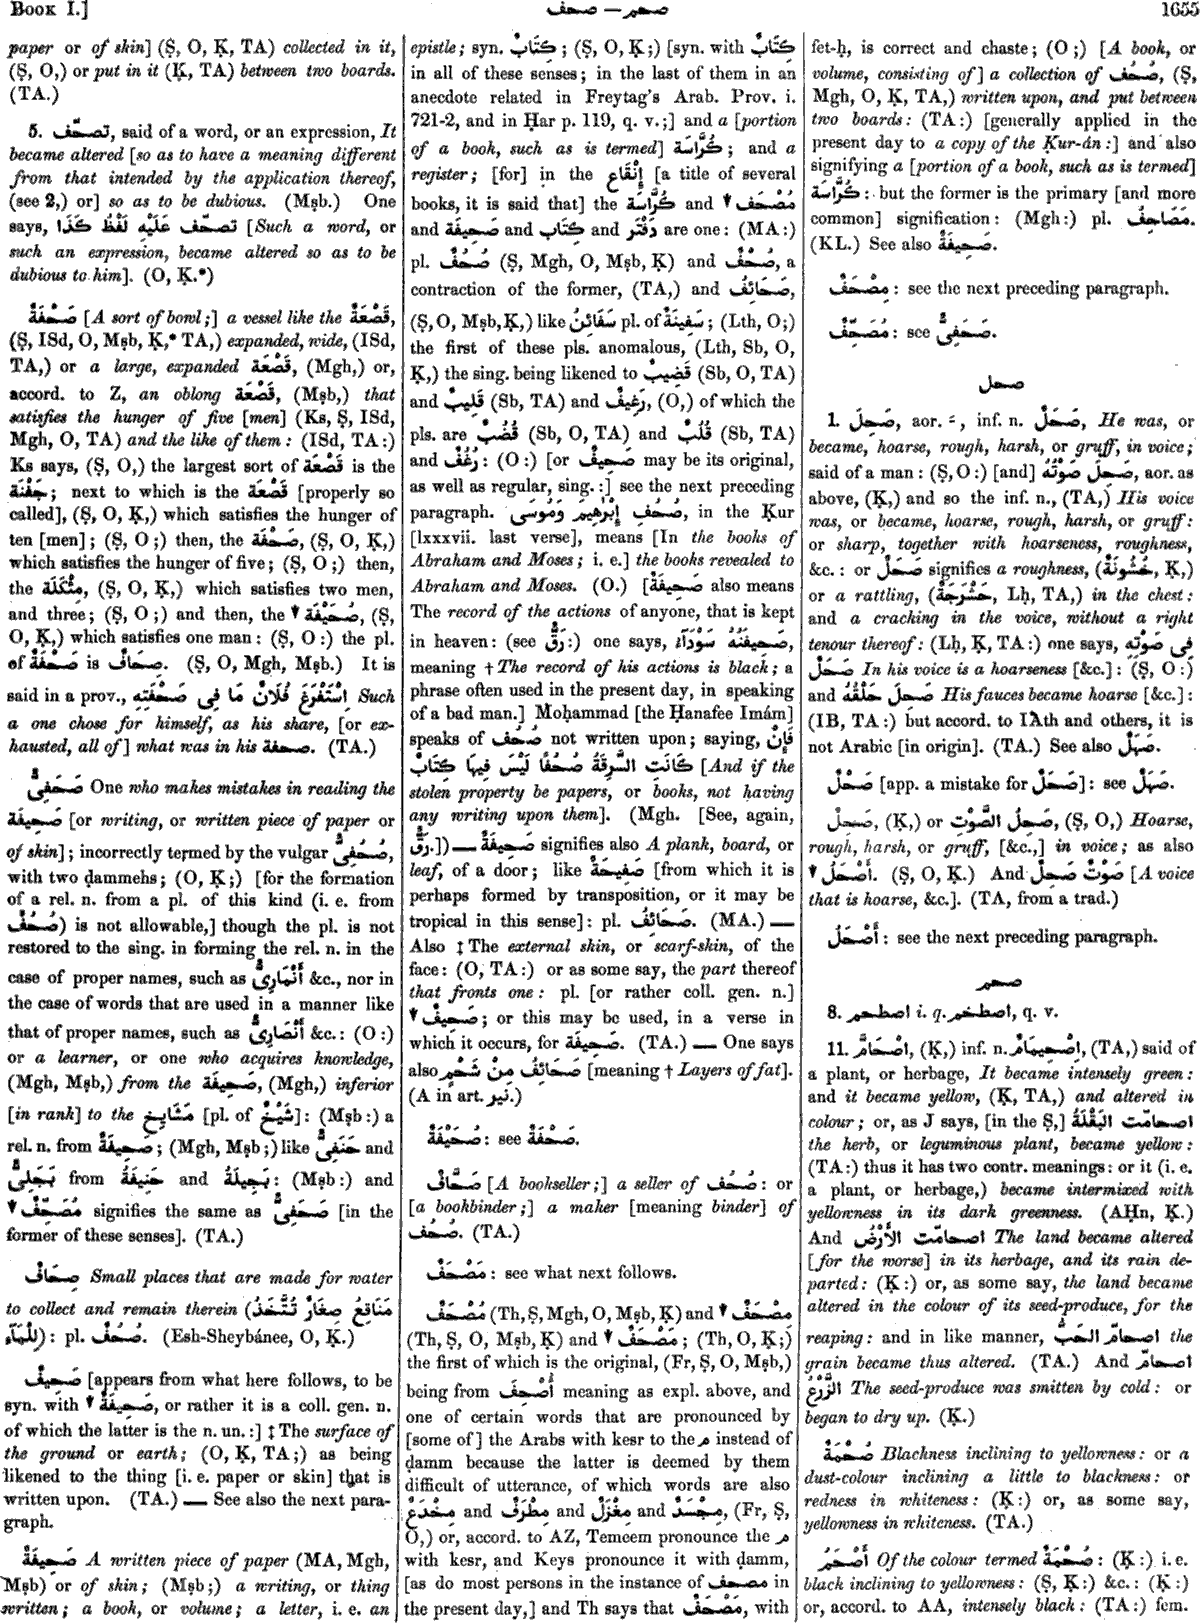 Book I.]
صحف — صحم
1655
paper or of skin] (Ṣ, O, Ḳ, TA) collected in it,
(Ṣ, O,) or put in it (Ḳ, TA) between two boards.
(TA.)
5. تصحّف, said of a word, or an expression, It
became altered [so as to have a meaning different
from that intended by the application thereof,
(see 2,) or] so as to be dubious. (Mṣb.) One
says, تصحّف عَلَيْهِ لَفْظُ كَذَا [Such a word, or
such an expression, became altered so as to be
dubious to him]. (O, Ḳ.*)
صَحْفَةٌ [A sort of bowl;] a vessel like the قَصْعَةٌ,
(Ṣ, ISd, O, Mṣb, Ḳ,* TA,) expanded, wide, (ISd,
TA,) or a large, expanded قَصْعَة, (Mgh,) or,
accord. to Z, an oblong قَصْعَة, (Mṣb,) that
satisfies the hunger of five [men] (Ks, Ṣ, ISd,
Mgh, O, TA) and the like of them: (ISd, TA:)
Ks says, (Ṣ, O,) the largest sort of قَصْعَة is the
جَفْنَة; next to which is the قَصْعَة [properly so
called], (Ṣ, O, Ḳ,) which satisfies the hunger of
ten [men]; (Ṣ, O;) then, the صَحْفَة, (Ṣ, O, Ḳ,)
which satisfies the hunger of five; (Ṣ, O;) then,
the مِئْكَلَة, (Ṣ, O, Ḳ,) which satisfies two men,
and three; (Ṣ, O;) and then, the ▼ صُحَيْفَة, (Ṣ,
O, Ḳ,) which satisfies one man: (Ṣ, O:) the pl.
of صَحْفَةٌ is صِحَافٌ. (Ṣ, O, Mgh, Mṣb.) It is
said in a prov., اِسْتَفْرَغَ فُلَانٌ مَا فِى صَحْفَتِهِ Such
a one chose for himself, as his share, [or ex-
hausted, all of] what was in his صحفة. (TA.)
صَحَفِىٌّ One who makes mistakes in reading the
صَحِيفَة [or writing, or written piece of paper or
of skin]; incorrectly termed by the vulgar صُحُفِىٌّ,
with two ḍammehs; (O, Ḳ;) [for the formation
of a rel. n. from a pl. of this kind (i. e. from
صُحُفٌ) is not allowable,] though the pl. is not
restored to the sing. in forming the rel. n. in the
case of proper names, such as أَنْمَارِىٌّ &c., nor in
the case of words that are used in a manner like
that of proper names, such as أَنْصَارِىٌّ &c.: (O:)
or a learner, or one who acquires knowledge,
(Mgh, Mṣb,) from the صَحِيفَة, (Mgh,) inferior
[in rank] to the مَشَايِخ [pl. of شَيْخٌ]: (Mṣb:) a
rel. n. from صَحِيفَةٌ; (Mgh, Mṣb;) like حَنَفِىٌّ and
بَجَلِىٌّ from حَنِيفَةُ and بَجِيلَةُ: (Mṣb:) and
▼ مُصَحِّفٌ signifies the same as صَحَفِىٌّ [in the
former of these senses]. (TA.)
صِحَافٌ Small places that are made for water
to collect and remain therein (مَنَاقِعُ صِغَارٌ تُتَّخَذُ
لِلْمَآءِ): pl. صُحُفٌ. (Esh-Sheybánee, O, Ḳ.)
صَحِيفٌ [appears from what here follows, to be
syn. with ▼ صَحِيفَةٌ, or rather it is a coll. gen. n.
of which the latter is the n. un.:] ‡ The surface of
the ground or earth; (O, Ḳ, TA;) as being
likened to the thing [i. e. paper or skin] that is
written upon. (TA.) — See also the next para-
graph.
صَحِيفَةٌ A written piece of paper (MA, Mgh,
Mṣb) or of skin; (Mṣb;) a writing, or thing
written; a book, or volume; a letter, i. e. an
epistle; syn. كِتَابٌ; (Ṣ, O, Ḳ;) [syn. with كِتَابٌ
in all of these senses; in the last of them in an
anecdote related in Freytag's Arab. Prov. i.
721-2, and in Ḥar p. 119, q. v.;] and a [portion
of a book, such as is termed] كُرَّاسَة; and a
register; [for] in the إِنْقَاع [a title of several
books, it is said that] the كُرَّاسَة and ▼ مُصْحَف
and صَحِيفَة and كِتَاب and دَفْتَر are one: (MA:)
pl. صُحُفٌ (Ṣ, Mgh, O, Mṣb, Ḳ) and صُحْفٌ, a
contraction of the former, (TA,) and صَحَائِفُ,
(Ṣ, O, Mṣb, Ḳ,) like سَفَائِنُ pl. of سَفِينَةٌ; (Lth, O;)
the first of these pls. anomalous, (Lth, Sb, O,
Ḳ,) the sing. being likened to قَضِيبٌ (Sb, O, TA)
and قَلِيبٌ (Sb, TA) and رَغِيفٌ, (O,) of which the
pls. are قُضُبٌ (Sb, O, TA) and قُلُبٌ (Sb, TA)
and رُغُفٌ: (O:) [or صَحِيفٌ may be its original,
as well as regular, sing.:] see the next preceding
paragraph. صُحُفِ إِبْرٰهِيمَ وَمُوسَى, in the Ḳur
[lxxxvii. last verse], means [In the books of
Abraham and Moses; i. e.] the books revealed to
Abraham and Moses. (O.) [صَحِيفَةٌ also means
The record of the actions of anyone, that is kept
in heaven: (see رَقٌّ:) one says, صَحِيفَتُهُ سَوْدَآءُ,
meaning † The record of his actions is black; a
phrase often used in the present day, in speaking
of a bad man.] Moḥammad [the Ḥanafee Imám]
speaks of صُحُف not written upon; saying, فَإِنْ
كَانَتِ السَّرِقَةُ صُحُفًا لَيْسَ فِيهَا كِتَابٌ [And if the
stolen property be papers, or books, not having
any writing upon them]. (Mgh. [See, again,
رَقٌّ.]) — صَحِيفَةٌ signifies also A plank, board, or
leaf, of a door; like صَفِيحَةٌ [from which it is
perhaps formed by transposition, or it may be
tropical in this sense]: pl. صَحَائِفُ. (MA.) —
Also ‡ The external skin, or scarf-skin, of the
face: (O, TA:) or as some say, the part thereof
that fronts one: pl. [or rather coll. gen. n.]
▼ صَحِيفٌ; or this may be used, in a verse in
which it occurs, for صَحِيفَة. (TA.) — One says
also صَحَائِفُ مِنْ شَحْمٍ [meaning † Layers of fat].
(A in art. نير.)
صُحَيْفَةٌ: see صَحْفَةٌ.
صَحَّافٌ [A bookseller;] a seller of صُحُف: or
[a bookbinder;] a maker [meaning binder] of
صُحُف. (TA.)
مَصْحَفٌ: see what next follows.
مُصْحَفٌ (Th, Ṣ, Mgh, O, Mṣb, Ḳ) and ▼ مِصْحَفٌ
(Th, Ṣ, O, Mṣb, Ḳ) and ▼ مَصْحَفٌ; (Th, O, Ḳ;)
the first of which is the original, (Fr, Ṣ, O, Mṣb,)
being from أُصْحِفَ meaning as expl. above, and
one of certain words that are pronounced by
[some of] the Arabs with kesr to the م instead of
ḍamm because the latter is deemed by them
difficult of utterance, of which words are also
مِخْدَعٌ and مِطْرَفٌ and مِغْزَلٌ and مِجْسَدٌ, (Fr, Ṣ,
O,) or, accord. to AZ, Temeem pronounce the م
with kesr, and Keys pronounce it with ḍamm,
[as do most persons in the instance of مصحف in
the present day,] and Th says that مَصْحَفٌ, with
fet-ḥ, is correct and chaste; (O;) [A book, or
volume, consisting of] a collection of صُحُف, (Ṣ,
Mgh, O, Ḳ, TA,) written upon, and put between
two boards: (TA:) [generally applied in the
present day to a copy of the Ḳur-án:] and also
signifying a [portion of a book, such as is termed]
كُرَّاسَة: but the former is the primary [and more
common] signification: (Mgh:) pl. مَصَاحِفُ.
(KL.) See also صَحِيفَةٌ.
مِصْحَفٌ: see the next preceding paragraph.
مُصَحِّفٌ: see صَحَفِىٌّ.
صحل
1. صَحِلَ, aor. ـَ, inf. n. صَحَلٌ, He was, or
became, hoarse, rough, harsh, or gruff, in voice;
said of a man: (Ṣ, O:) [and] صَحِلَ صَوْتُهُ, aor. as
above, (Ḳ,) and so the inf. n., (TA,) His voice
was, or became, hoarse, rough, harsh, or gruff:
or sharp, together with hoarseness, roughness,
&c.: or صَحَلٌ signifies a roughness, (خُشُونَةٌ, Ḳ,)
or a rattling, (حَشْرَجَةٌ, Lḥ, TA,) in the chest:
and a cracking in the voice, without a right
tenour thereof: (Lḥ, Ḳ, TA:) one says, فِى صَوْتِهِ
صَحَلٌ In his voice is a hoarseness [&c.]: (Ṣ, O:)
and صَحِلَ حَلْقُهُ His fauces became hoarse [&c.]:
(IB, TA:) but accord. to IAth and others, it is
not Arabic [in origin]. (TA.) See also صَهَلٌ.
صَحْلٌ [app. a mistake for صَحَلٌ]: see صَهَلٌ.
صَحِلٌ, (Ḳ,) or صَحِلُ الصَّوْتِ, (Ṣ, O,) Hoarse,
rough, harsh, or gruff, [&c.,] in voice; as also
▼ أَصْحَلُ. (Ṣ, O, Ḳ.) And صَوْتٌ صَحِلٌ [A voice
that is hoarse, &c.]. (TA, from a trad.)
أَصْحَلُ: see the next preceding paragraph.
صحم
8. اصطحم i. q. اصطخم, q. v.
11. اِصْحَامَّ, (Ḳ,) inf. n. اِصْحِيمَامٌ, (TA,) said of
a plant, or herbage, It became intensely green:
and it became yellow, (Ḳ, TA,) and altered in
colour; or, as J says, [in the Ṣ,] اصحامّت البَقْلَةُ
the herb, or leguminous plant, became yellow:
(TA:) thus it has two contr. meanings: or it (i. e.
a plant, or herbage,) became intermixed with
yellowness in its dark greenness. (AḤn, Ḳ.)
And اصحامّت الأَرْضُ The land became altered
[for the worse] in its herbage, and its rain de-
parted: (Ḳ:) or, as some say, the land became
altered in the colour of its seed-produce, for the
reaping: and in like manner, اصحامّ الحَبُّ the
grain became thus altered. (TA.) And اصحامّ
الزَّرْعُ The seed-produce was smitten by cold: or
began to dry up. (Ḳ.)
صُحْمَةٌ Blackness inclining to yellowness: or a
dust-colour inclining a little to blackness: or
redness in whiteness: (Ḳ:) or, as some say,
yellowness in whiteness. (TA.)
أَصْحَمُ Of the colour termed صُحْمَةٌ: (Ḳ:) i. e.
black inclining to yellowness: (Ṣ, Ḳ:) &c.: (Ḳ:)
or, accord. to AA, intensely black: (TA:) fem.